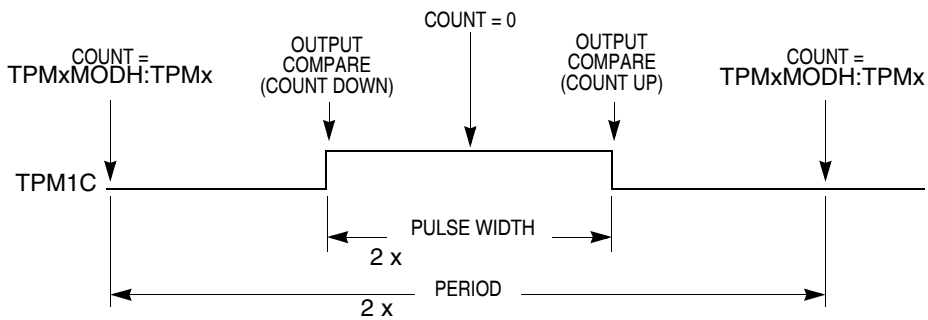 COUNT = 0
COUNT =
TPMxMODH:TPMx
OUTPUT
COMPARE
(COUNT DOWN)
OUTPUT
COMPARE
(COUNT UP)
COUNT =
TPMxMODH:TPMx
TPM1C
PULSE WIDTH
2 x
PERIOD
2 x